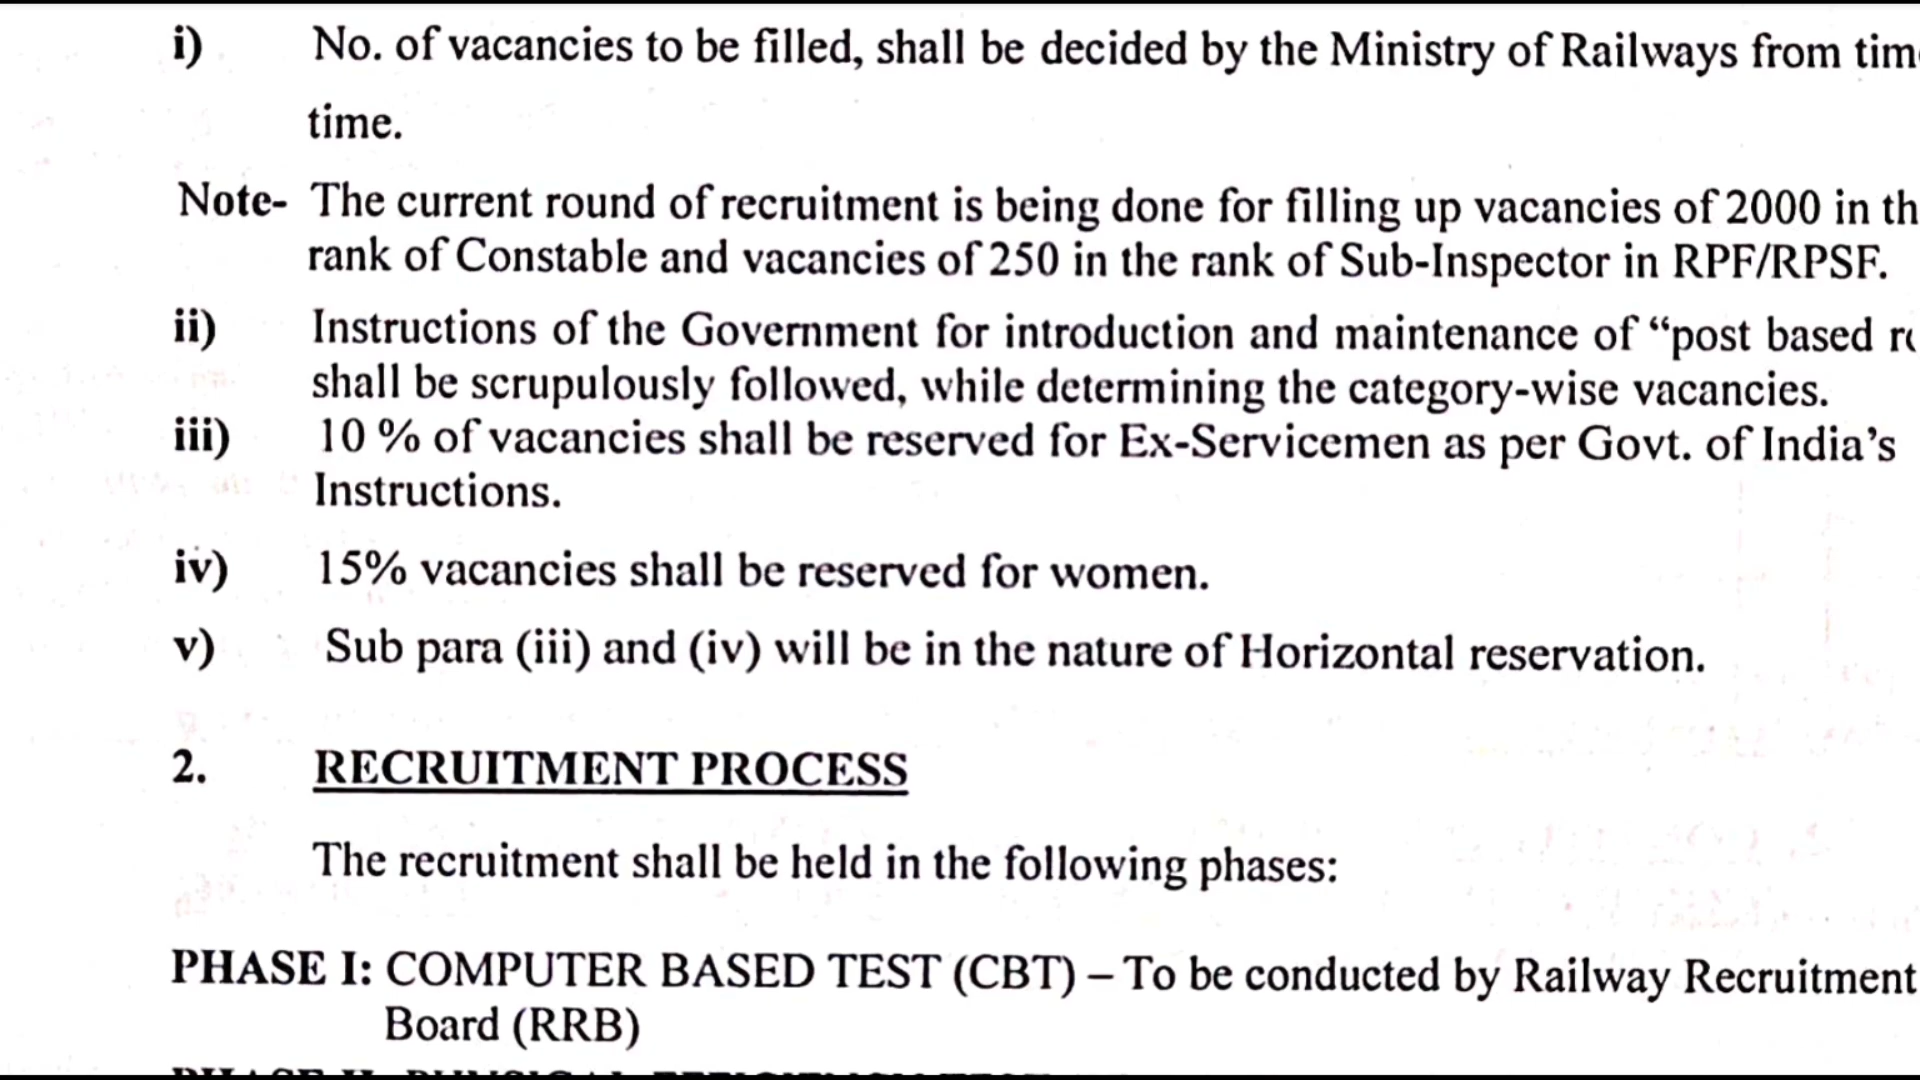 i) No. of vacancies to be filled, shall be decided by the Ministry of Railways from
time.
Note- The current round of recruitment is being done for filling up vacancies of 2000 in
rank of Constable and vacancies of 250 in the rank of Sub-Inspector in RPF/RPSF.
ii) Instructions of the Government for introduction and maintenance of “post based
shall be scrupulously followed, while determining the category-wise vacancies.
iii) 10 % of vacancies shall be reserved for Ex-Servicemen as per Govt. of India’s
Instructions.
iv) 15% vacancies shall be reserved for women.
v) Sub para (iii) and (iv) will be in the nature of Horizontal reservation.
2. RECRUITMENT PROCESS
The recruitment shall be held in the following phases:
PHASE I: COMPUTER BASED TEST (CBT) – To be conducted by Railway Recruitment
Board (RRB)